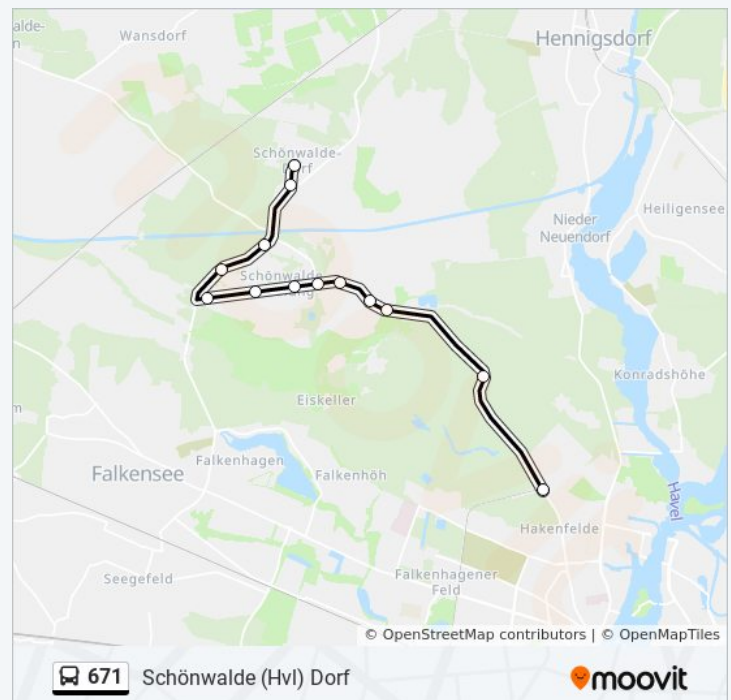 alde-
n
Wansdorf
Hennigsdorf
Schönwalde-
Dorf
Heiligensee
Nieder
Neuendorf
Schönwalde-
Konradshöhe
m
Eiskeller
Falkenhagen
Falkensee
Falkenhöh
Havel
Hakenfelde
Seegefeld
Falkenhagener
Feld
© OpenStreetMap contributors | © OpenMapTiles
671 Schönwalde (Hvl) Dorf
moovit